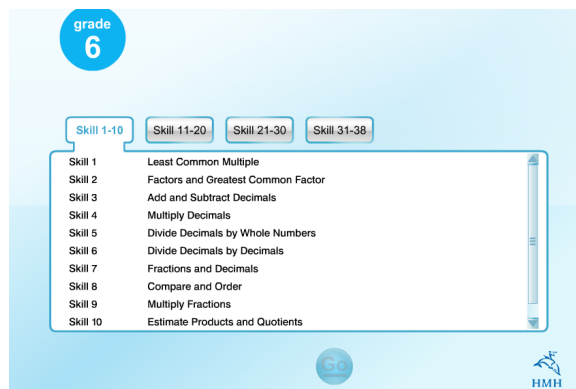 grade
6
Skill 1-10 Skill 11-20 Skill 21-30 Skill 31-38
Skill 1 Least Common Multiple
Skill 2 Factors and Greatest Common Factor
Skill 3 Add and Subtract Decimals
Skill 4 Multiply Decimals
Skill 5 Divide Decimals by Whole Numbers
Skill 6 Divide Decimals by Decimals
Skill 7 Fractions and Decimals
Skill 8 Compare and Order
Skill 9 Multiply Fractions
Skill 10 Estimate Products and Quotients
Go
HMH